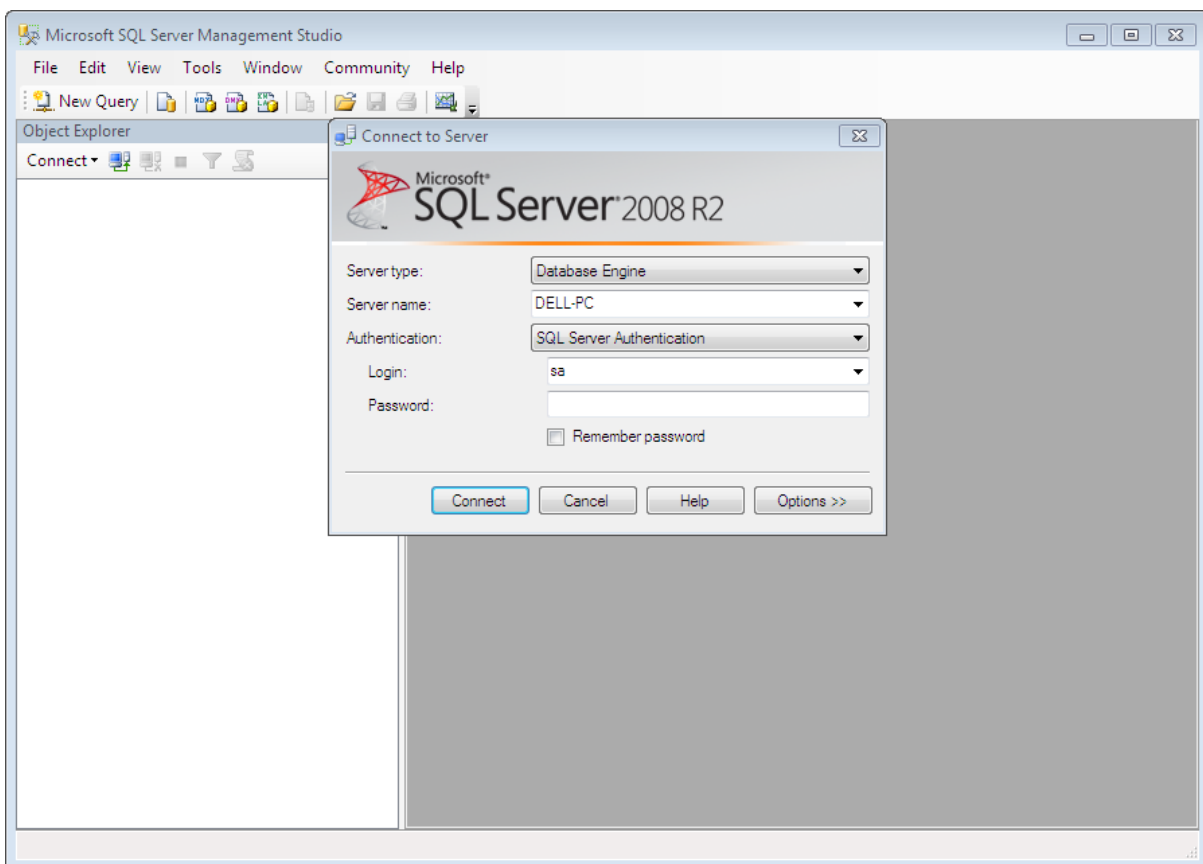 Microsoft SQL Server Management Studio
File Edit View Tools Window Community Help
New Query
Object Explorer
Connect
Connect to Server
Microsoft®
SQL Server® 2008 R2
Server type: Database Engine
Server name: DELL-PC
Authentication: SQL Server Authentication
Login: sa
Password:
Remember password
Connect Cancel Help Options >>